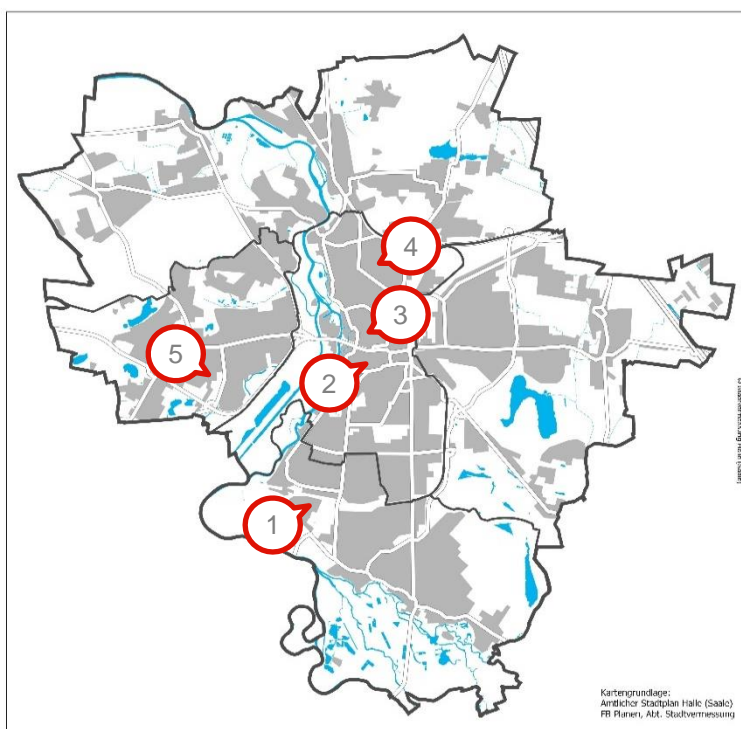 4
3
5
2
1
Kartengrundlage:
Amtlicher Stadtplan Halle (Saale)
FB Planen, Abt. Stadtvermessung